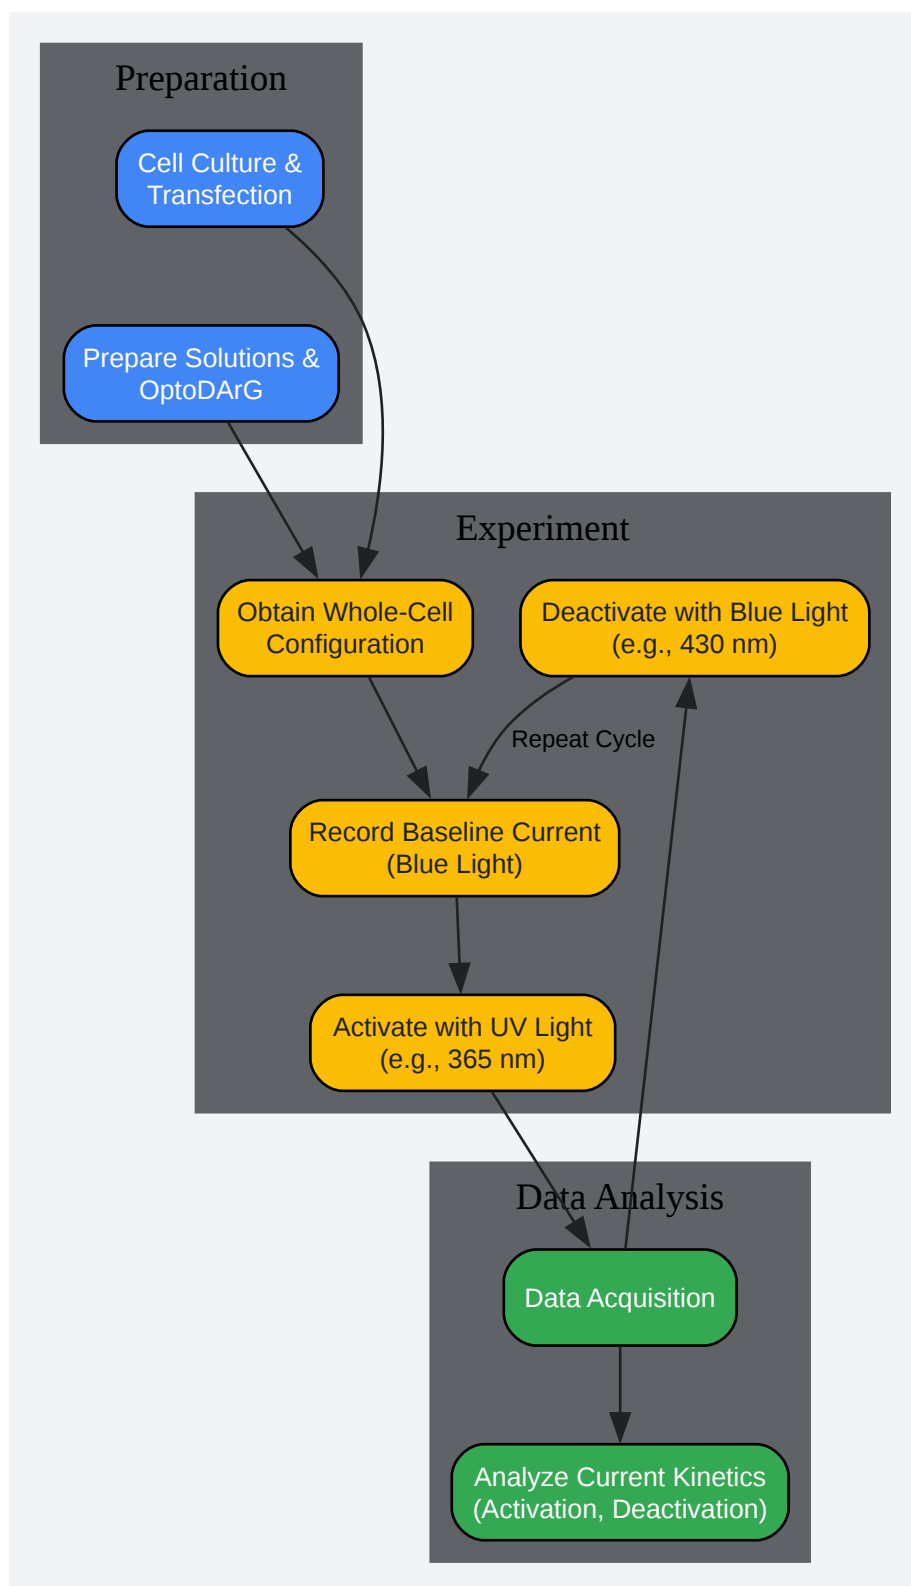 Preparation
Cell Culture &
Transfection
Prepare Solutions &
OptoDArG
Experiment
Obtain Whole-Cell
Configuration
Deactivate with Blue Light
(e.g., 430 nm)
Repeat Cycle
Record Baseline Current
(Blue Light)
Activate with UV Light
(e.g., 365 nm)
Data Analysis
Data Acquisition
Analyze Current Kinetics
(Activation, Deactivation)